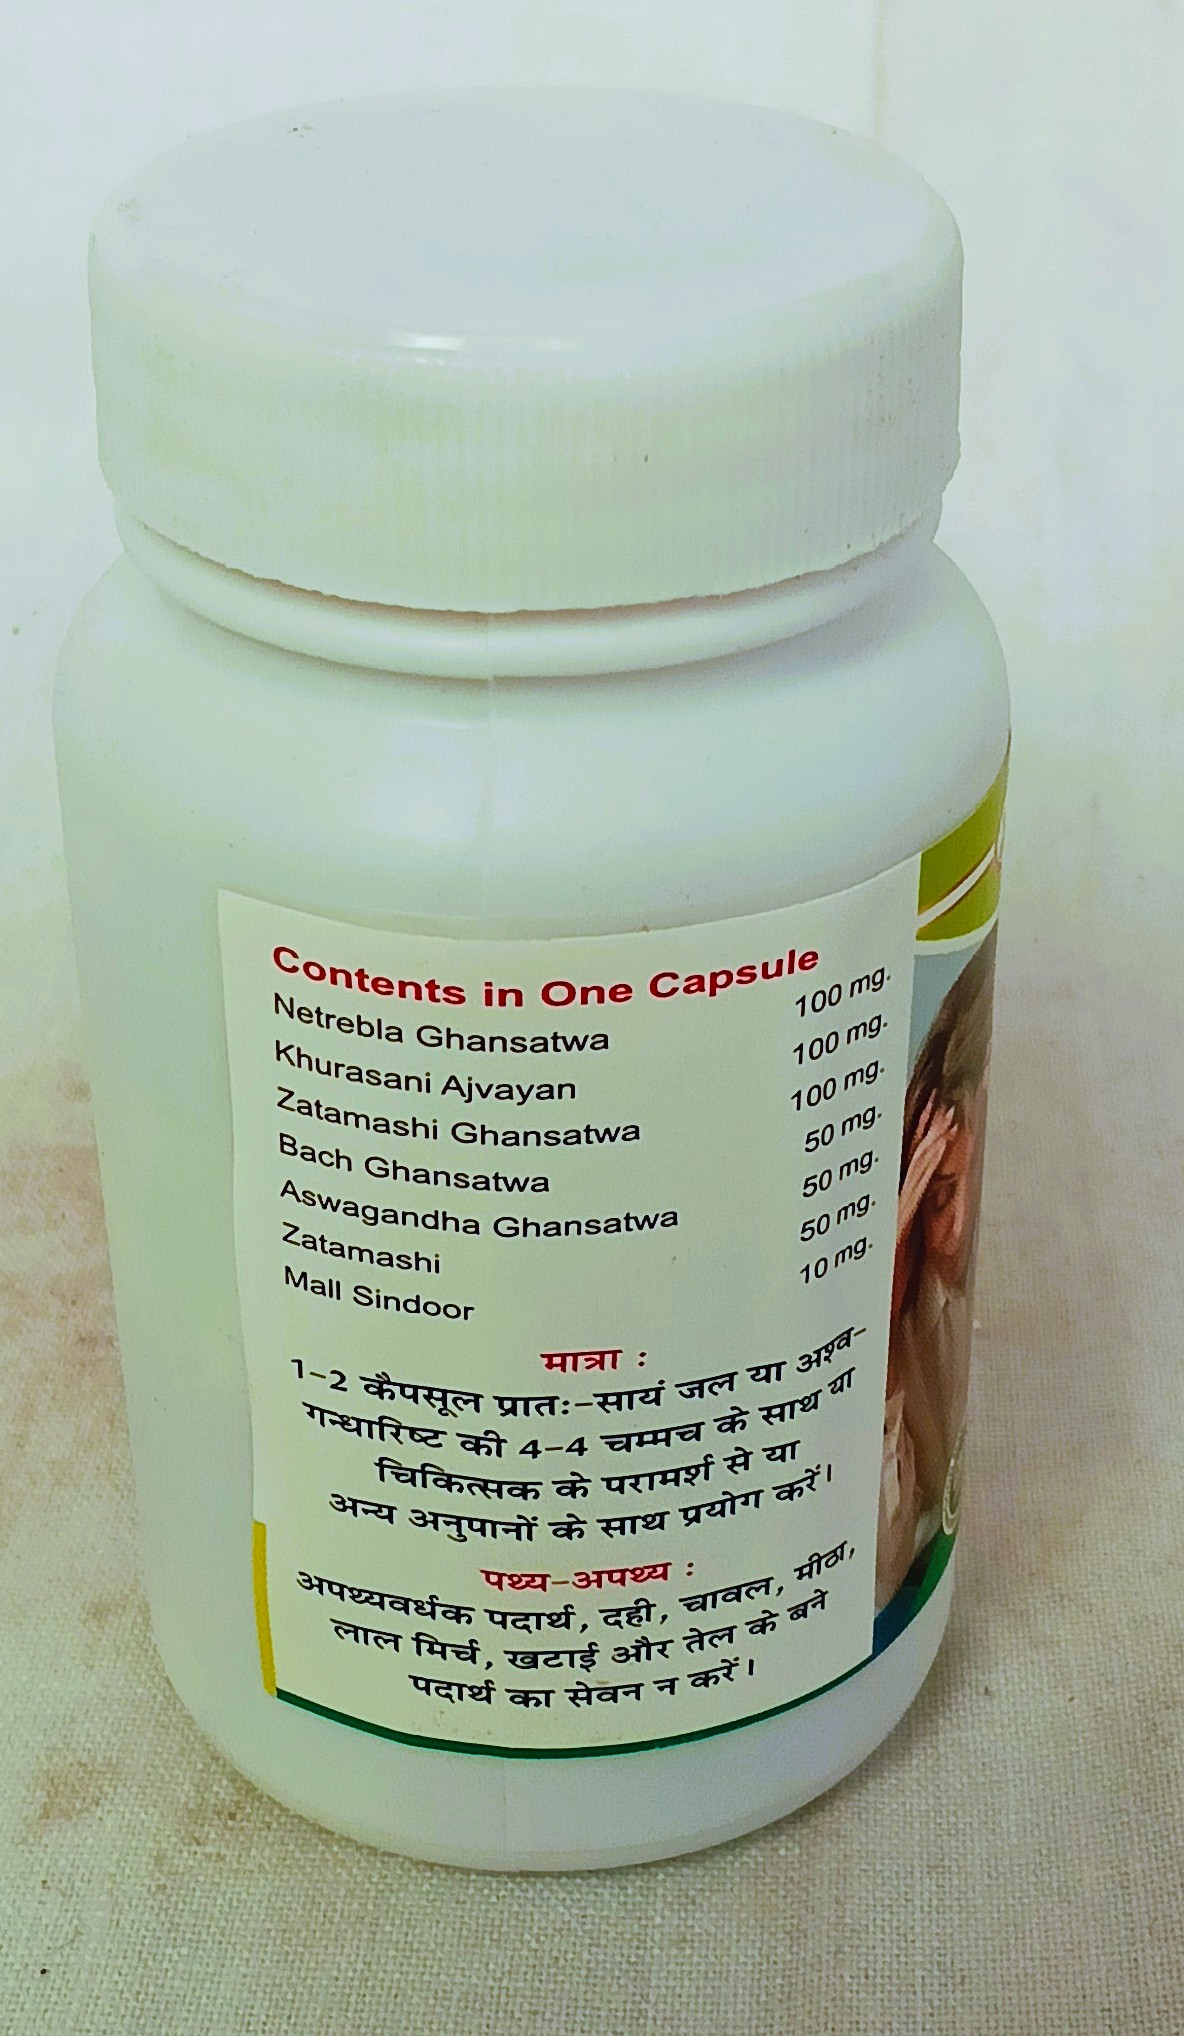 Contents in One Capsule
Netrebla Ghansatwa 100 mg.
Khurasani Ajvayan 100 mg.
Zatamashi Ghansatwa 100 mg.
Bach Ghansatwa 50 mg.
Aswagandha Ghansatwa 50 mg.
Zatamashi 50 mg.
Mall Sindoor 10 mg.
मात्रा :
1-2 कैपसूल प्रातः-सायं जल या अश्व-
गन्धारिष्ट की 4-4 चम्मच के साथ या
चिकित्सक के परामर्श से या
अन्य अनुपानों के साथ प्रयोग करें।
पथ्य-अपथ्य :
अपथ्यवर्धक पदार्थ, दही, चावल, मीठा,
लाल मिर्च, खटाई और तेल के बने
पदार्थ का सेवन न करें।